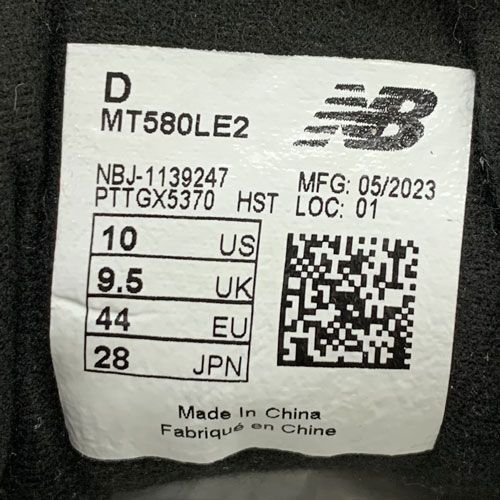 D
MT580LE2
NB
NBJ-1139247
PTTGX5370 HST
MFG: 05/2023
LOC: 01
10 US
9.5 UK
44 EU
28 JPN
Made In China
Fabriqué en Chine